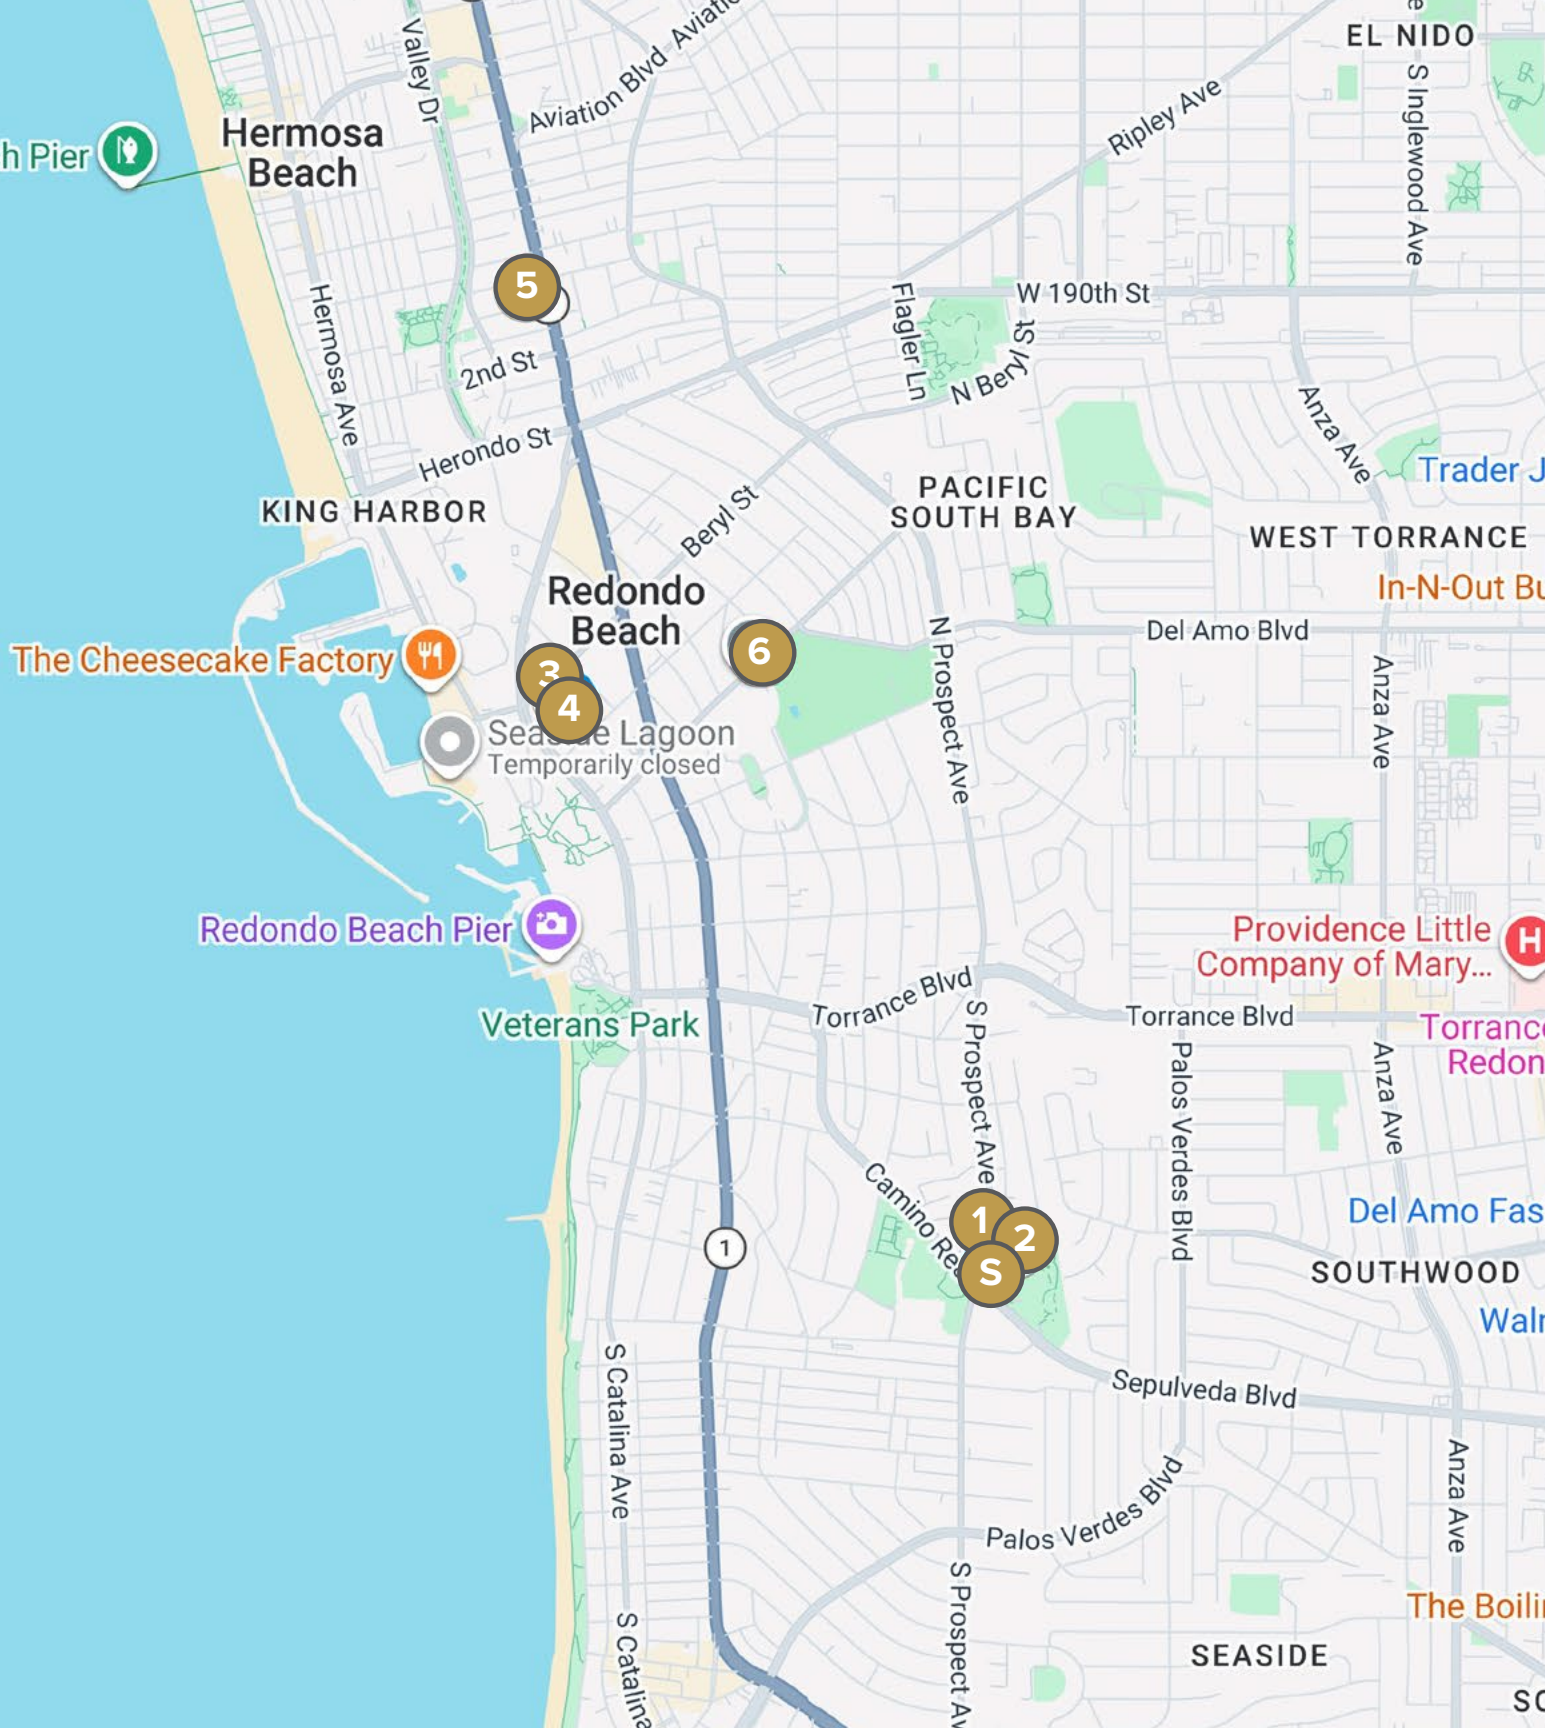 EL NIDO
Valley Dr
Aviation Blvd
S Inglewood Ave
Ripley Ave
Hermosa
Beach
h Pier
5
W 190th St
Flagler Ln
N Beryl St
Hermosa Ave
2nd St
Anza Ave
Herondo St
Trader J
PACIFIC
SOUTH BAY
KING HARBOR
Beryl St
WEST TORRANCE
In-N-Out Bu
Redondo
Beach
Del Amo Blvd
The Cheesecake Factory
6
3
4
N Prospect Ave
Anza Ave
Seaside Lagoon
Temporarily closed
Redondo Beach Pier
Providence Little
Company of Mary...
H
Torrance Blvd
Torrance Blvd
Veterans Park
S Prospect Ave
Torranc
Redon
Palos Verdes Blvd
Anza Ave
Camino Rea
1
2
S
Del Amo Fas
1
SOUTHWOOD
Waln
S Catalina Ave
Sepulveda Blvd
Anza Ave
Palos Verdes Blvd
S Prospect Av
The Boilin
S Catalina
SEASIDE